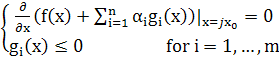 { ∂/∂x (f(x) + ∑ⁿᵢ₌₁ αᵢgᵢ(x))|ₓ₌ⱼₓ₀ = 0
gᵢ(x) ≤ 0 for i = 1, … , m